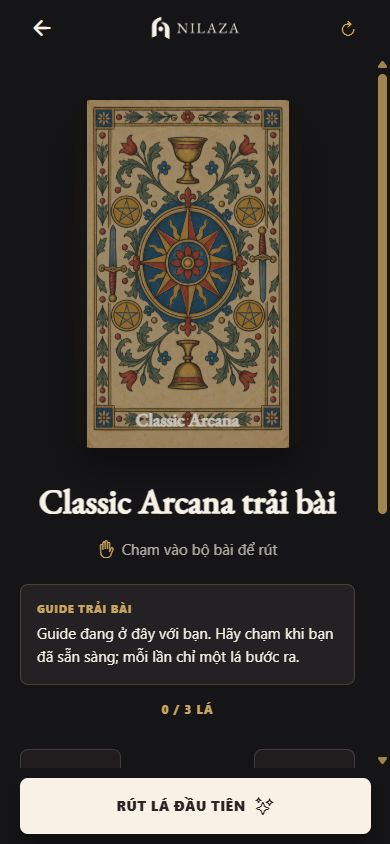 NILAZA
Classic Arcana
Classic Arcana trải bài
Chạm vào bộ bài để rút
GUIDE TRẢI BÀI
Guide đang ở đây với bạn. Hãy chạm khi bạn
đã sẵn sàng; mỗi lần chỉ một lá bước ra.
0 / 3 LÁ
RÚT LÁ ĐẦU TIÊN